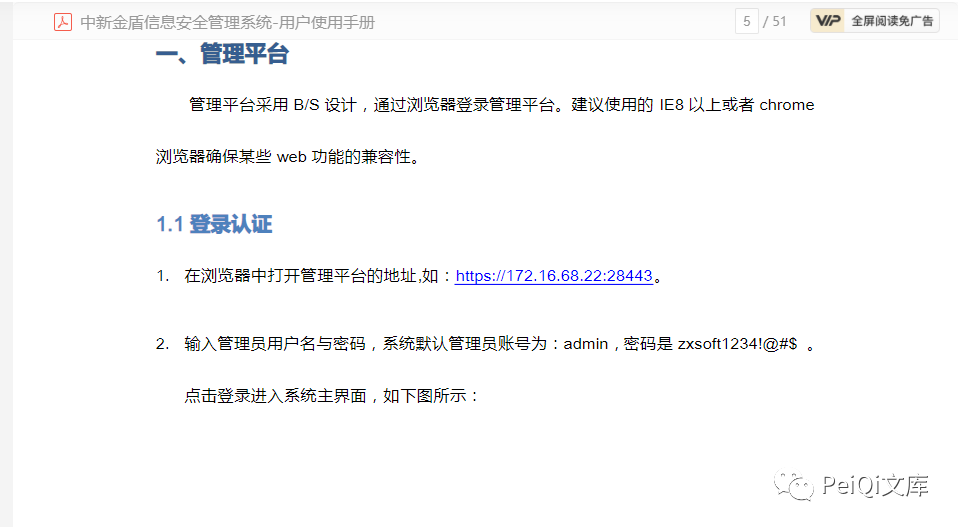 中新金盾信息安全管理系统-用户使用手册
5 / 51
VIP 全屏阅读免广告
一、管理平台
管理平台采用 B/S 设计，通过浏览器登录管理平台。建议使用的 IE8 以上或者 chrome
浏览器确保某些 web 功能的兼容性。
1.1 登录认证
1. 在浏览器中打开管理平台的地址,如：https://172.16.68.22:28443。
2. 输入管理员用户名与密码，系统默认管理员账号为：admin，密码是 zxsoft1234!@#$ 。
点击登录进入系统主界面，如下图所示：
PeiQi文库